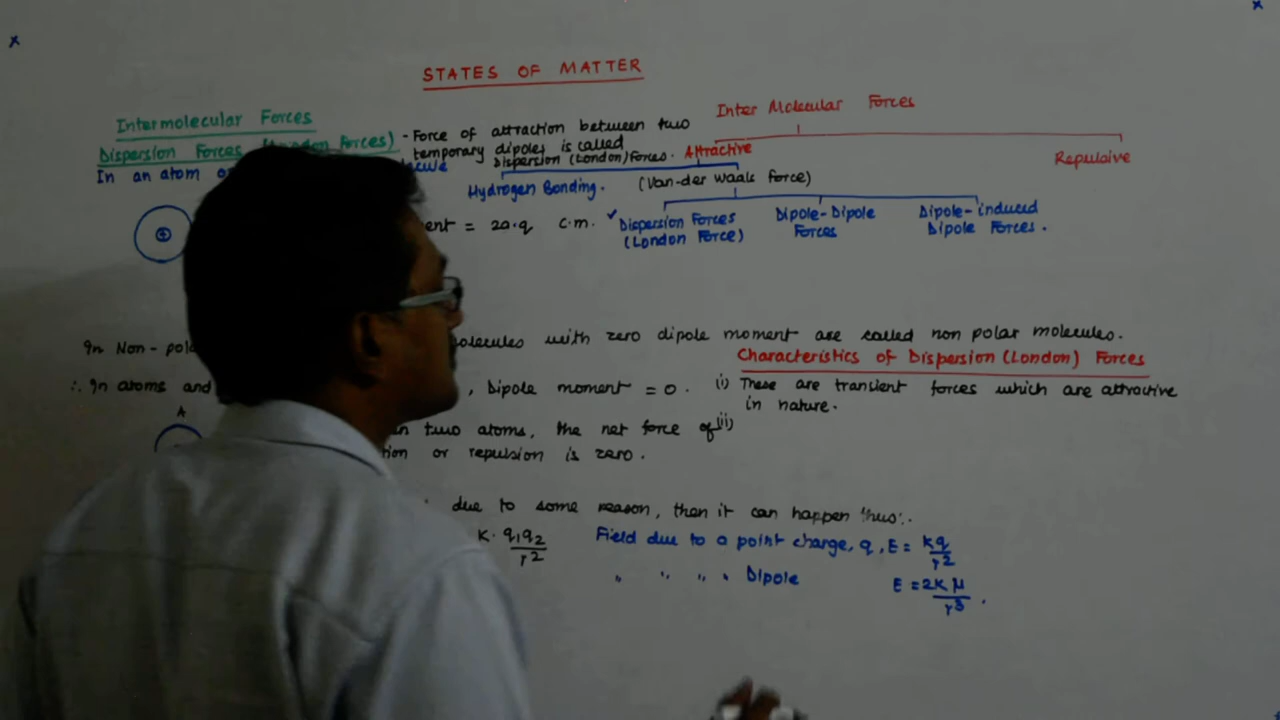 STATES OF MATTER
Inter Molecular Forces
Attractive
Repulsive
Hydrogen Bonding.
(Van-der waals Force)
✓ Dispersion Forces
(London Force)
Dipole-Dipole
Forces
Dipole-induced
Dipole Forces.
Intermolecular Forces
Dispersion Forces Forces)
- Force of attraction between two
temporary dipoles is called
Dispersion (London) Forces.
In an atom
= 2a.q c.m.
In Non- with zero dipole moment are called non polar molecules.
∴ In atoms and , Dipole moment = 0.
A
two atoms, the net force of
or repulsion is zero.
due to some reason, then it can happen thus:.
K. q1q2
r2
Field due to a point charge, q, E = Kq
r2
" " " " Dipole E = 2Kμ
r3 .
Characteristics of Dispersion (London) Forces
(i) These are transient forces which are attractive
in nature.
(ii)